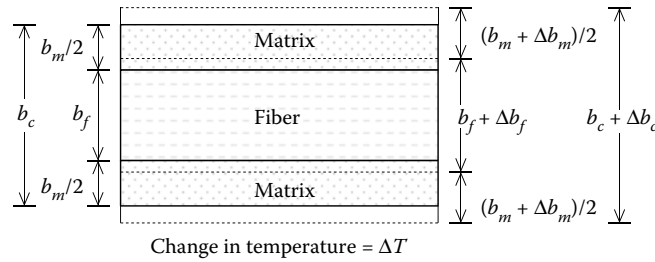 Matrix
b_m/2
(b_m + Δb_m)/2
b_c
b_f
Fiber
b_f + Δb_f
b_c + Δb_c
b_m/2
Matrix
(b_m + Δb_m)/2
Change in temperature = ΔT